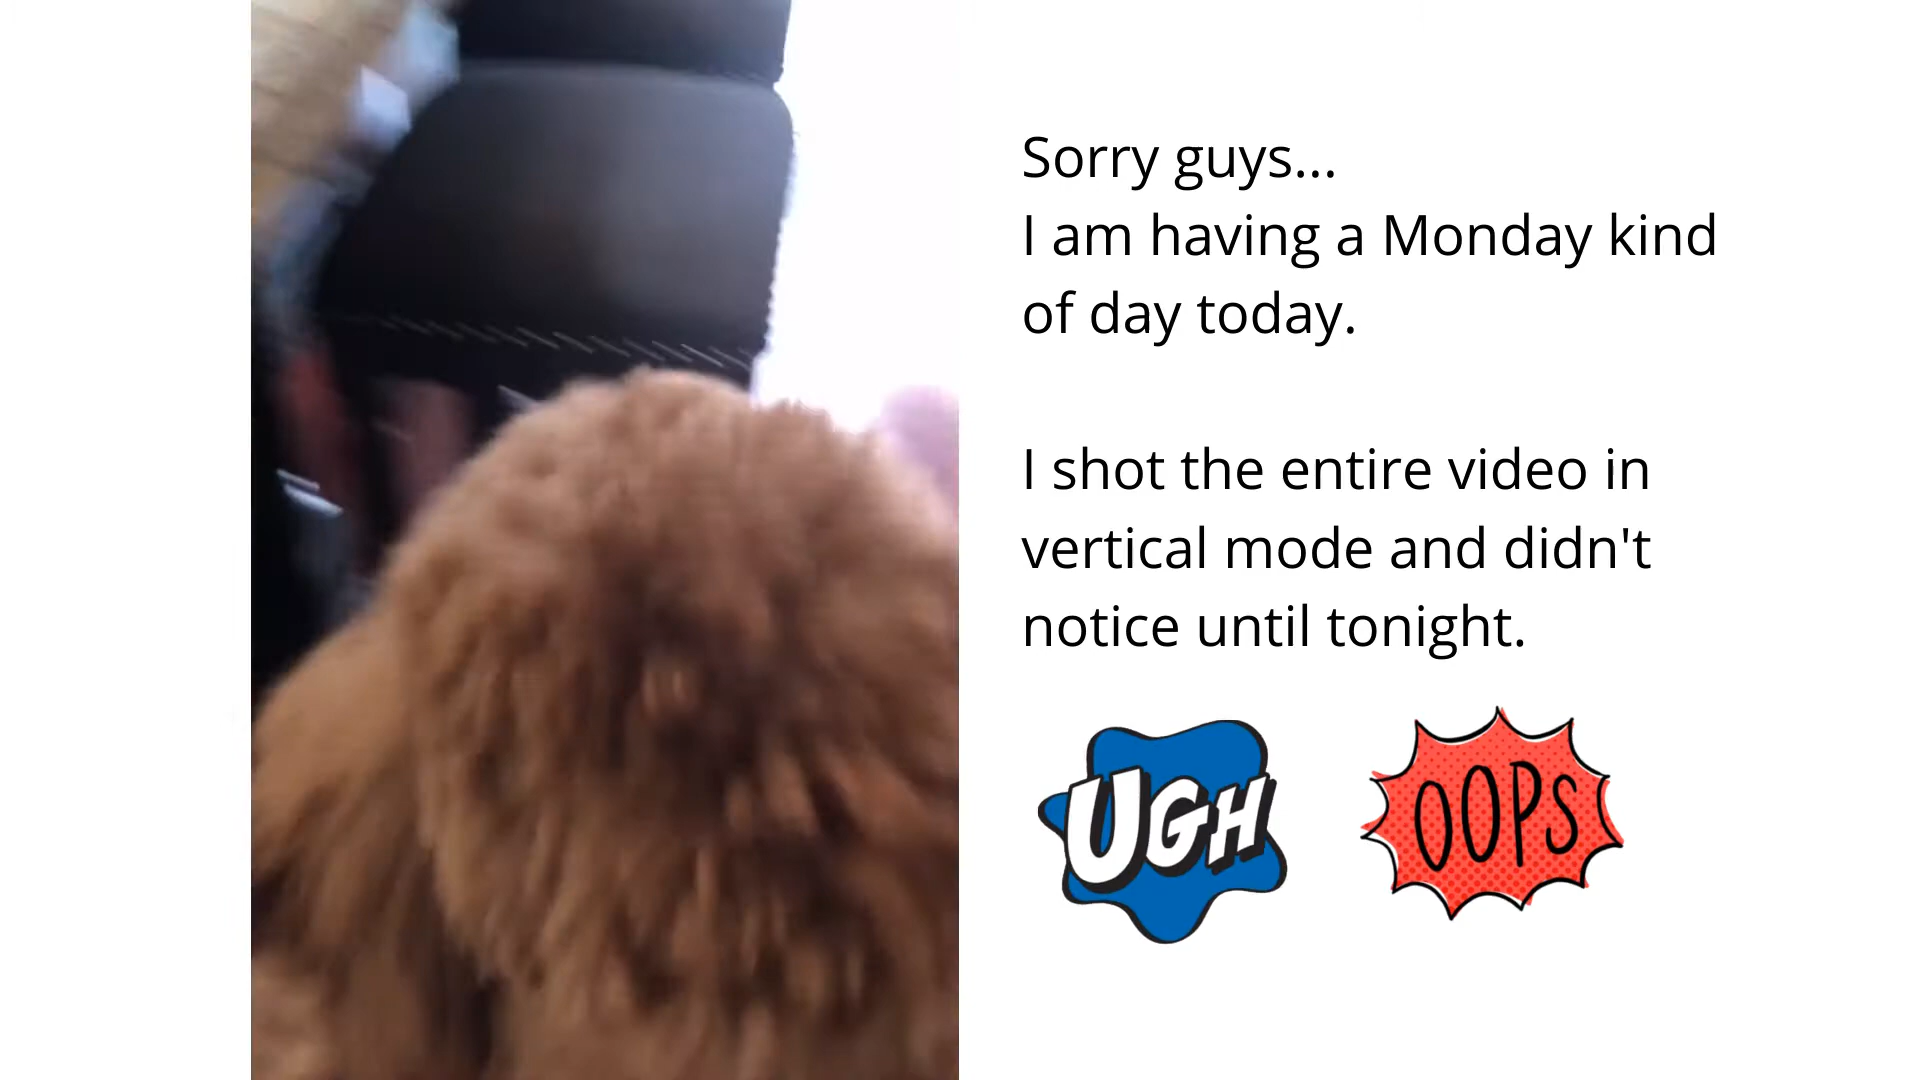 Sorry guys...
I am having a Monday kind
of day today.
I shot the entire video in
vertical mode and didn't
notice until tonight.
UGH
OOPS